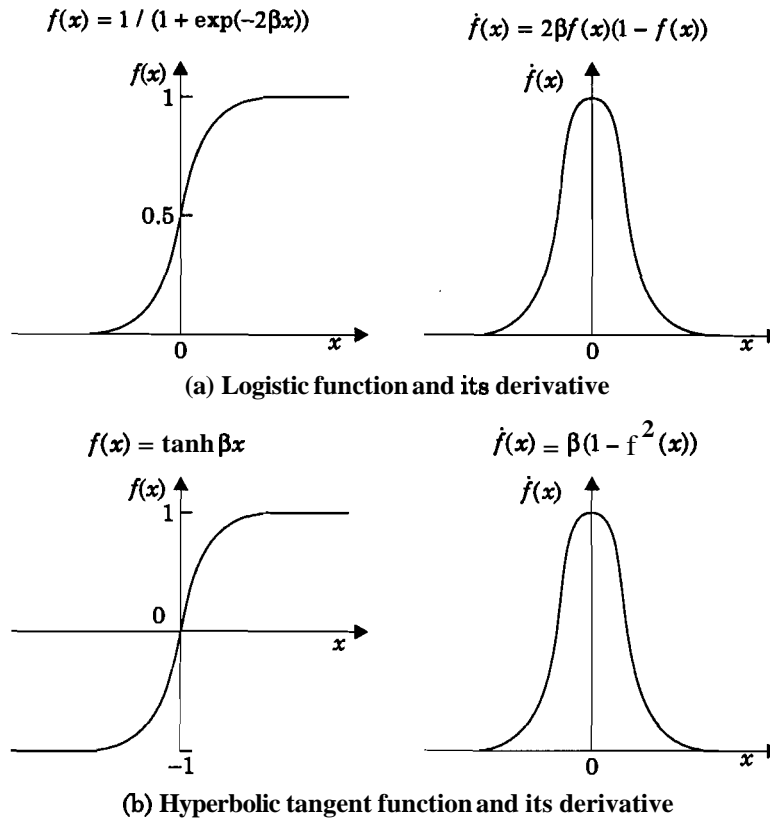 f(x) = 1 / (1 + exp(−2βx))
ḟ(x) = 2βf(x)(1 − f(x))
f(x)
1
0.5
0
x
ḟ(x)
0
x
(a) Logistic function and its derivative
f(x) = tanh βx
ḟ(x) = β(1 − f²(x))
f(x)
1
0
x
−1
ḟ(x)
0
x
(b) Hyperbolic tangent function and its derivative